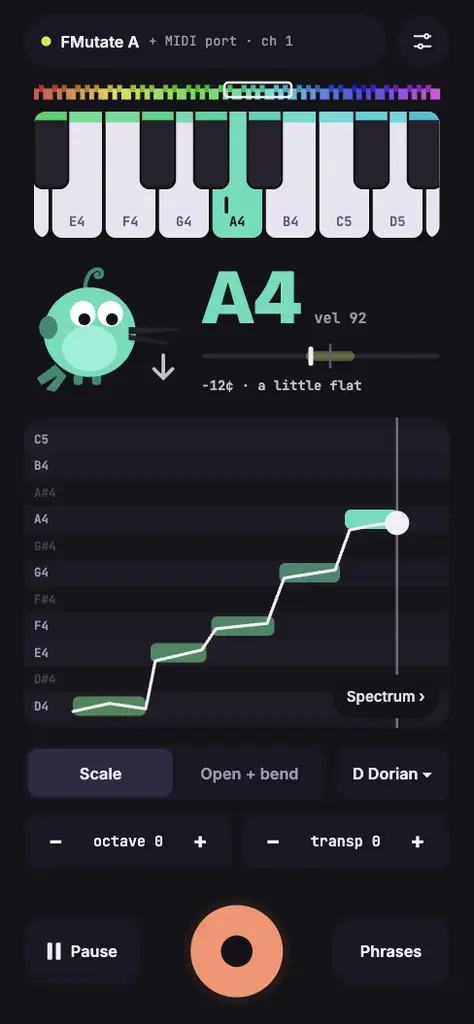 FMutate A + MIDI port · ch 1
E4 F4 G4 A4 B4 C5 D5
A4 vel 92
-12¢ · a little flat
C5
B4
A#4
A4
G#4
G4
F#4
F4
E4
D#4
D4
Spectrum ›
Scale Open + bend D Dorian
− octave 0 + − transp 0 +
Pause Phrases